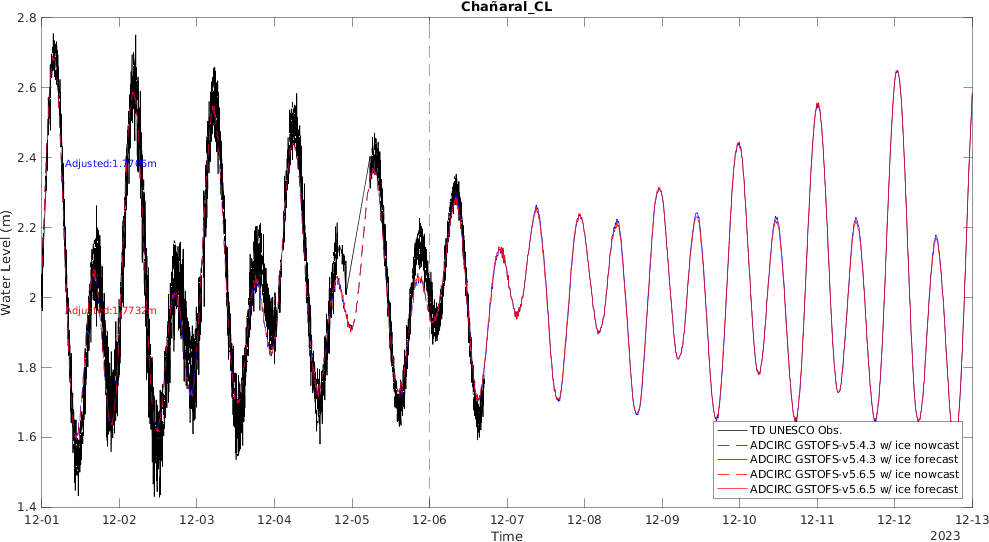 Chañaral_CL
2.8
2.6
2.4
2.2
2
1.8
1.6
1.4
Water Level (m)
Adjusted:1.7706m
Adjusted:1.7732m
TD UNESCO Obs.
ADCIRC GSTOFS-v5.4.3 w/ ice nowcast
ADCIRC GSTOFS-v5.4.3 w/ ice forecast
ADCIRC GSTOFS-v5.6.5 w/ ice nowcast
ADCIRC GSTOFS-v5.6.5 w/ ice forecast
12-01 12-02 12-03 12-04 12-05 12-06 12-07 12-08 12-09 12-10 12-11 12-12 12-13
Time
2023